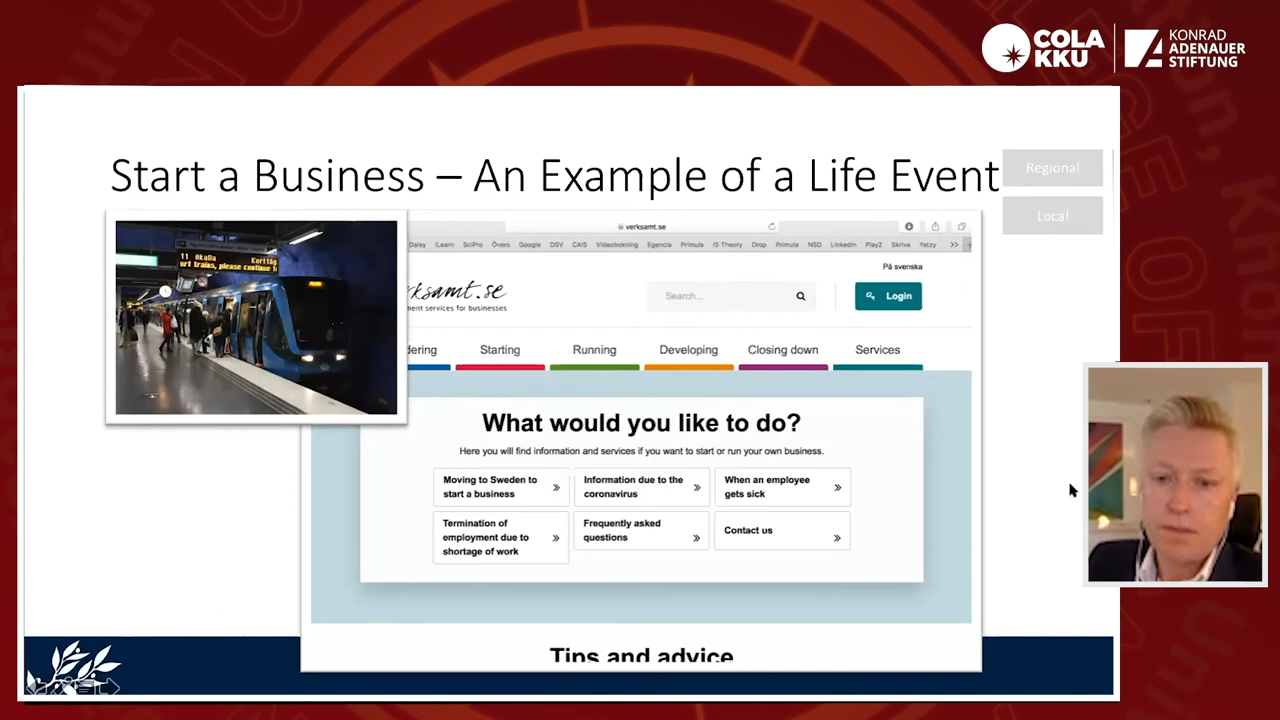 COLA
KKU
KONRAD
ADENAUER
STIFTUNG
Start a Business – An Example of a Life Event
Regional
Local
11 Akalla Korttåg
ort trains, please continue t
verksamt.se
Daisy iLearn SciPro Övers Google DSV CAIS Videobokning Egencia Primula IS Theory Drop Primula NSD LinkedIn Play2 Skriva Yatzy
På svenska
rksamt.se
ment services for businesses
Search...
Login
dering Starting Running Developing Closing down Services
What would you like to do?
Here you will find information and services if you want to start or run your own business.
Moving to Sweden to
start a business
Information due to the
coronavirus
When an employee
gets sick
Termination of
employment due to
shortage of work
Frequently asked
questions
Contact us
Tips and advice